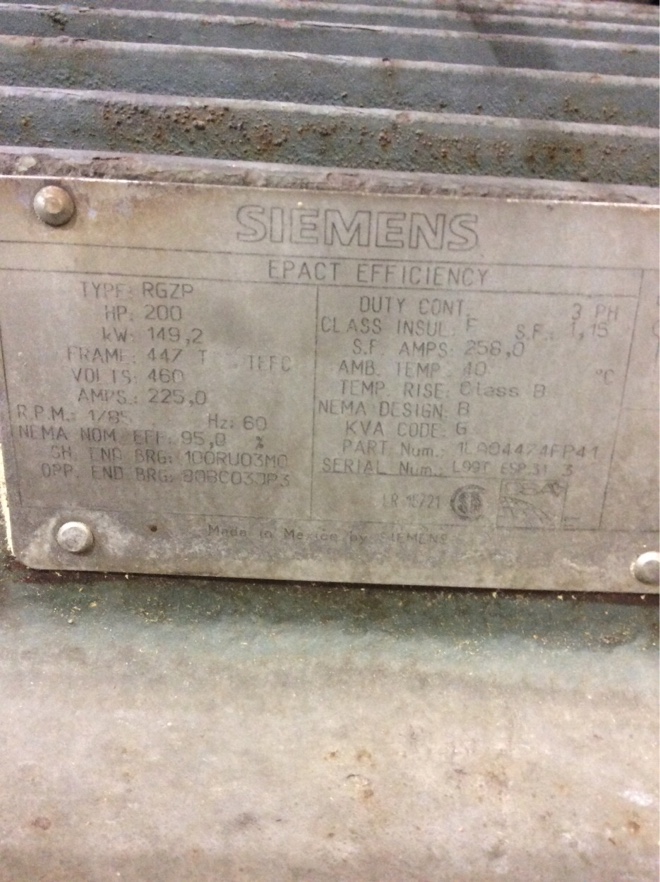 SIEMENS
EPACT EFFICIENCY
TYPE: RGZP
HP: 200
kW: 149,2
FRAME: 447 T TEFC
VOLTS: 460
AMPS: 225,0
R.P.M.: 1785 Hz: 60
NEMA NOM EFF: 95,0 %
SH. END BRG: 100RU03M0
OPP. END BRG: 90BC03JP3
DUTY CONT. 3 PH
CLASS INSUL: F S.F.: 1,15
S.F. AMPS: 258,0
AMB. TEMP: 40 °C
TEMP. RISE: Class B
NEMA DESIGN: B
KVA CODE: G
PART Num.:
SERIAL Num.:
LR
Made in Mexico by SIEMENS